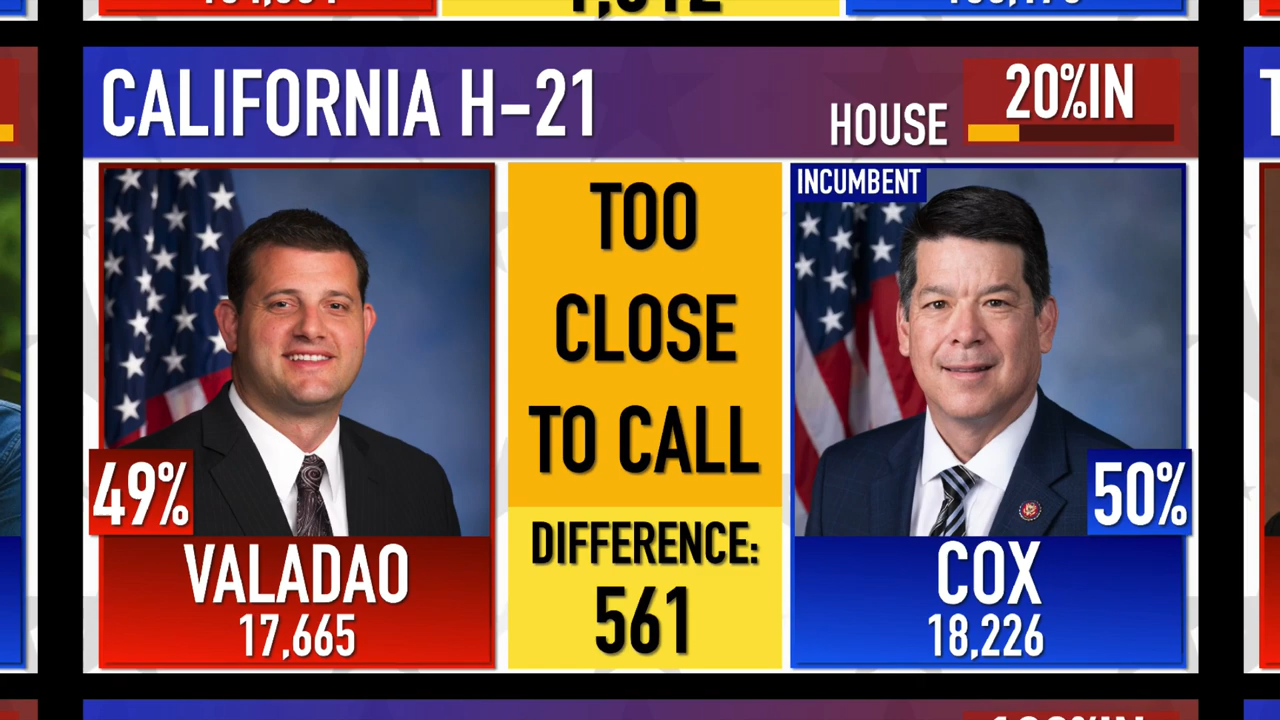 CALIFORNIA H-21
HOUSE
20%IN
INCUMBENT
TOO
CLOSE
TO CALL
49%
50%
DIFFERENCE:
561
VALADAO
17,665
COX
18,226